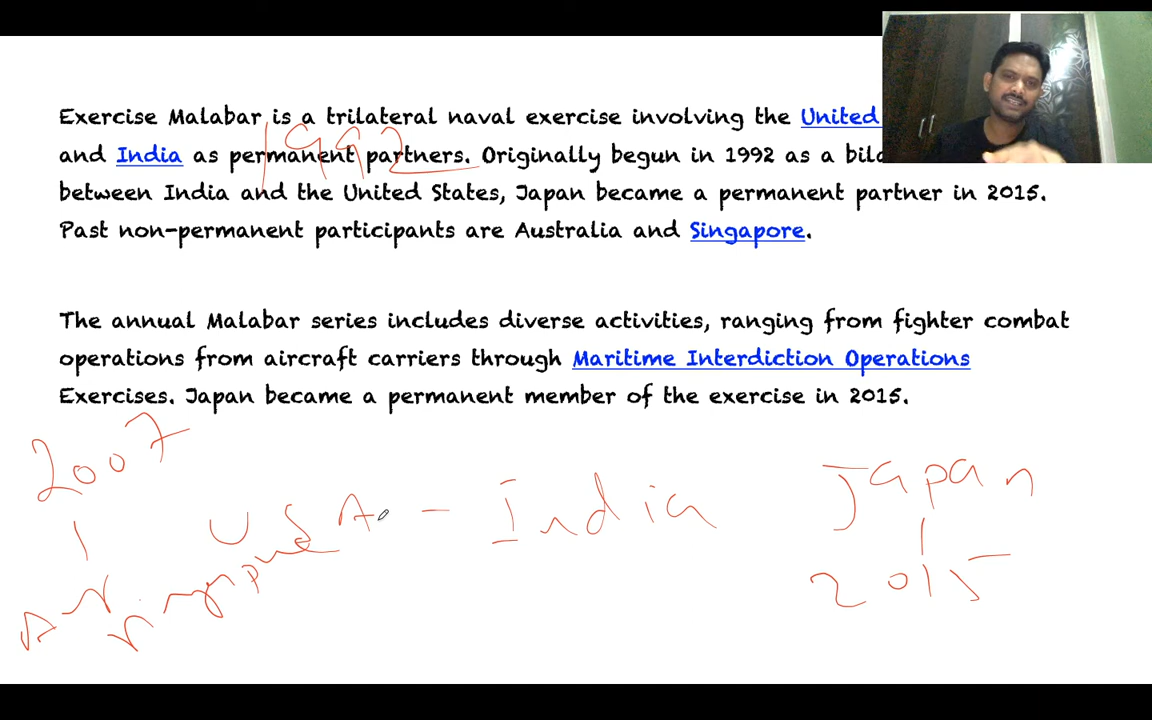 Exercise Malabar is a trilateral naval exercise involving the United
and India as permanent partners. Originally begun in 1992 as a
1992
between India and the United States, Japan became a permanent partner in 2015.
Past non-permanent participants are Australia and Singapore.
The annual Malabar series includes diverse activities, ranging from fighter combat
operations from aircraft carriers through Maritime Interdiction Operations
Exercises. Japan became a permanent member of the exercise in 2015.
2007
USA - India
Japan
2015